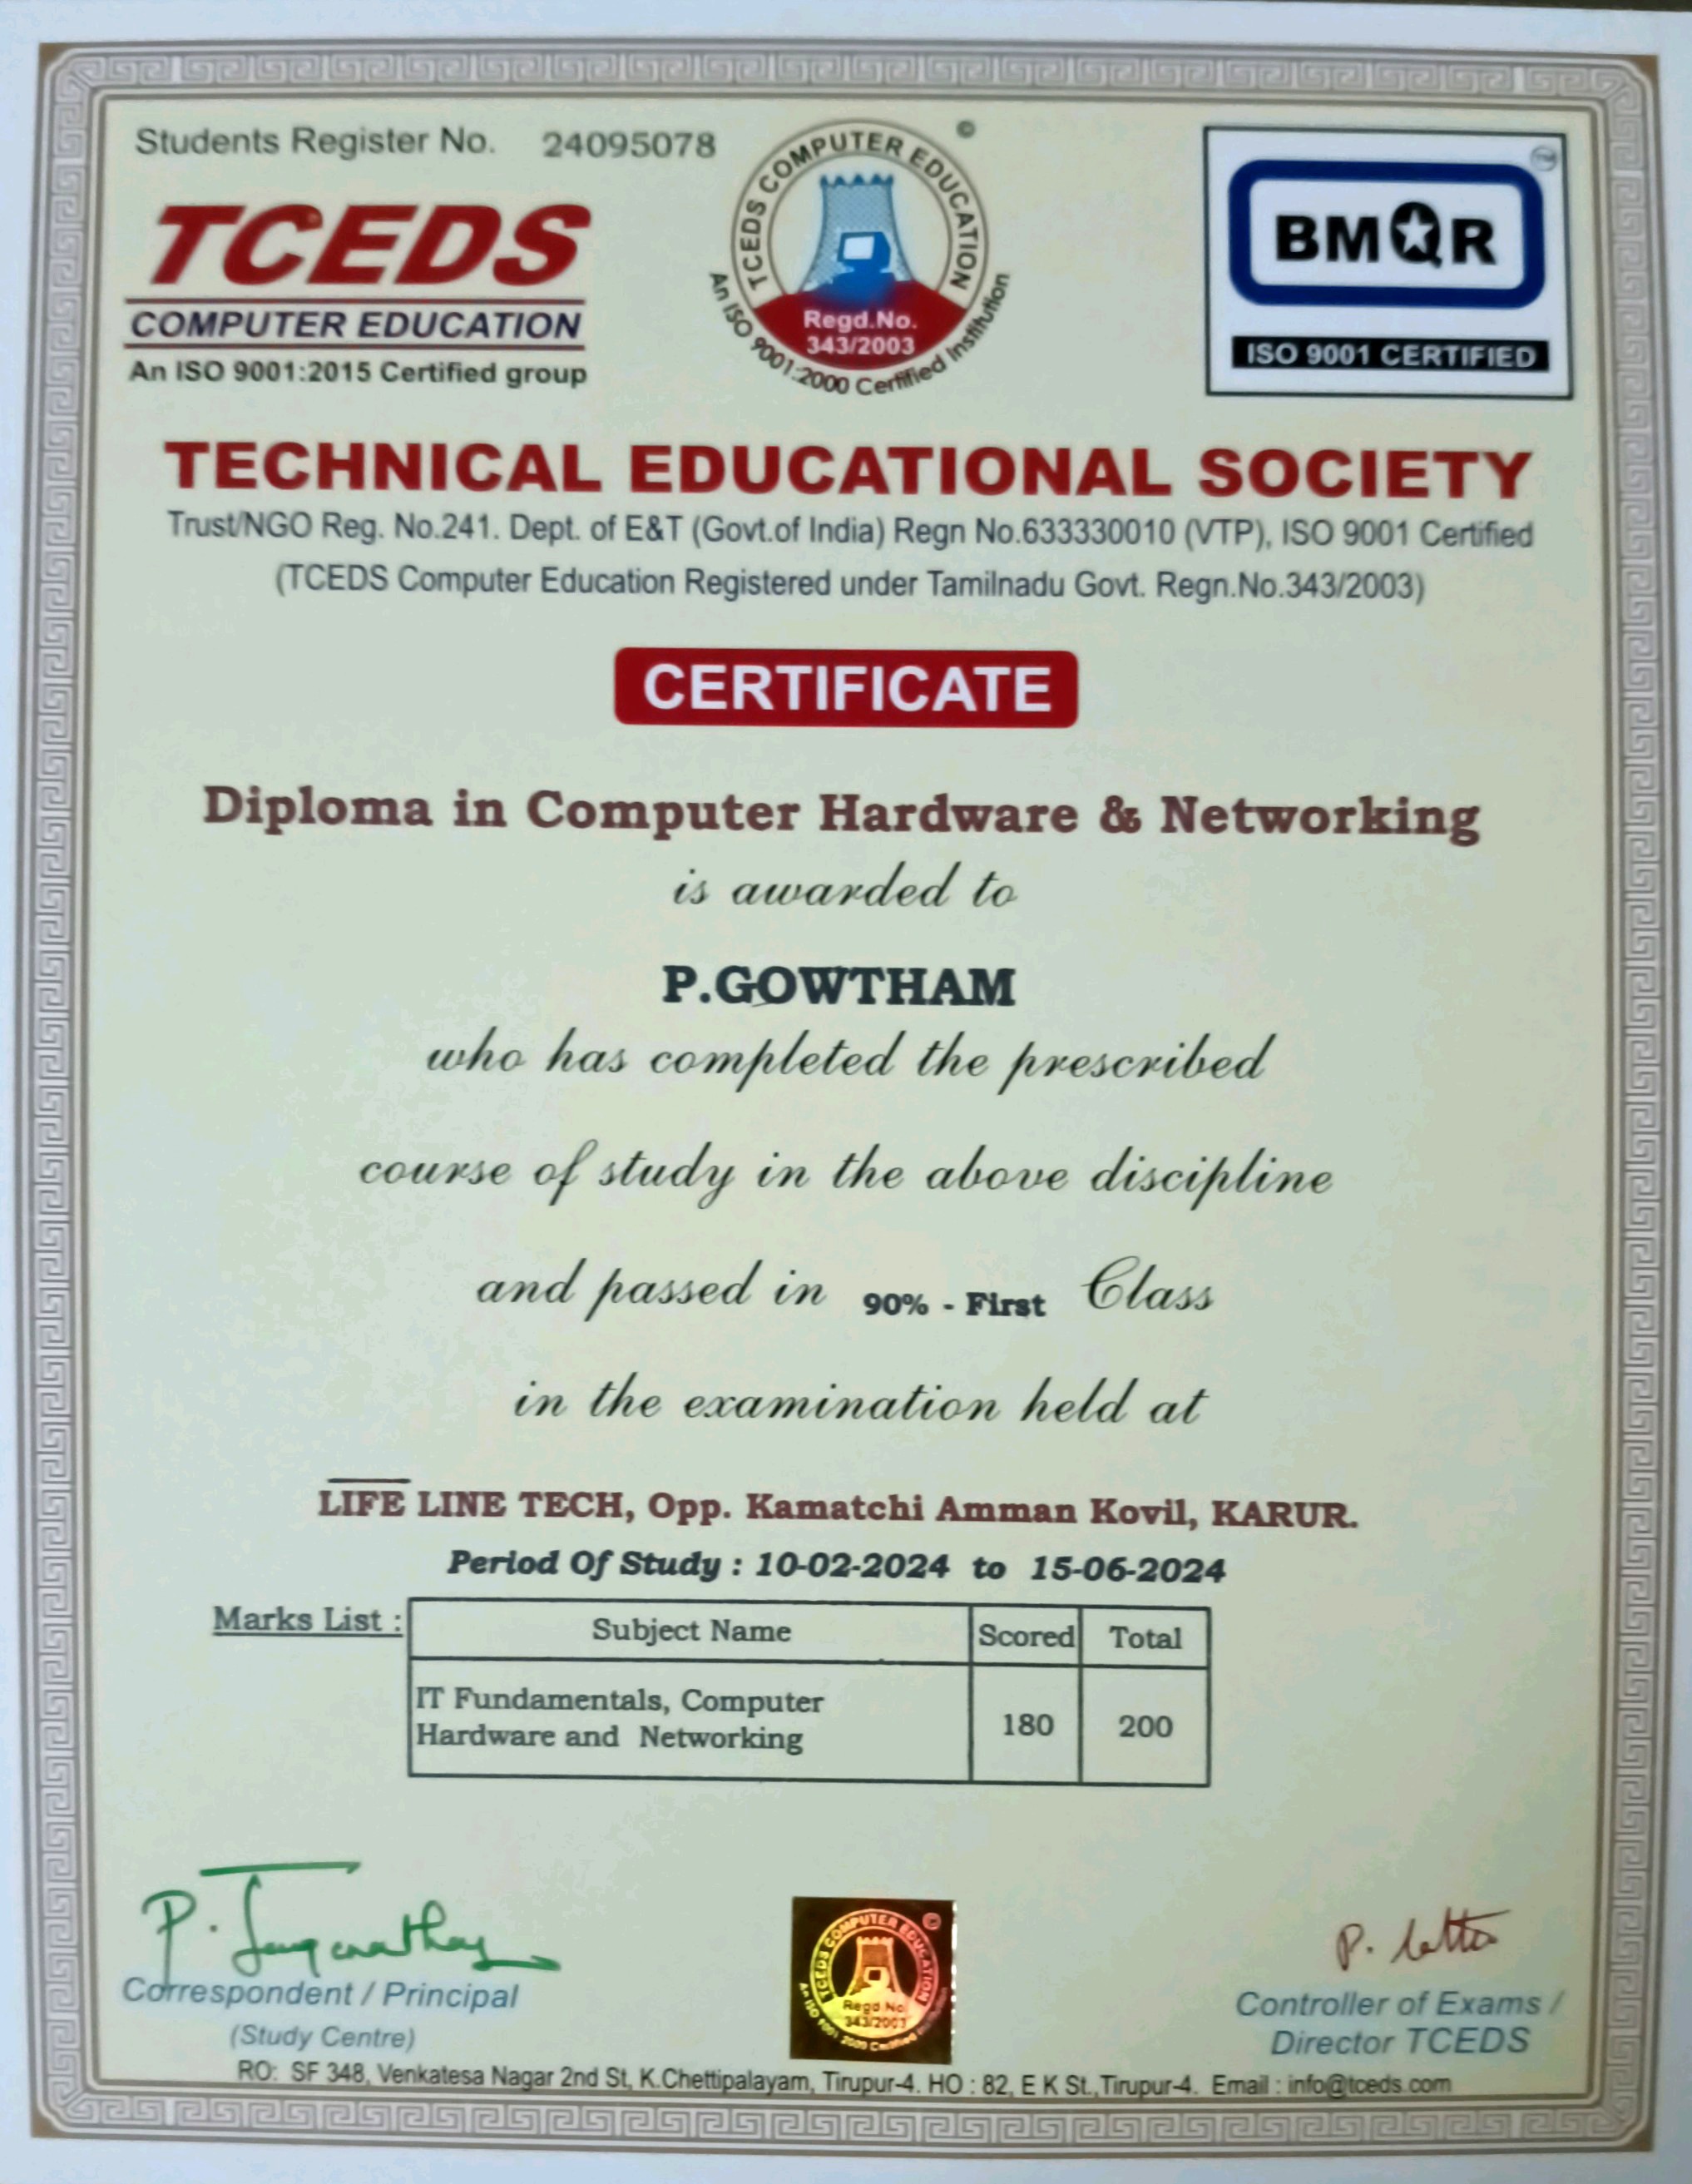 Students Register No. 24095078
TCEDS
COMPUTER EDUCATION
An ISO 9001:2015 Certified group
©
TCEDS COMPUTER EDUCATION
Regd.No.
343/2003
An ISO 9001:2000 Certified Institution
TM
BMQR
ISO 9001 CERTIFIED
TECHNICAL EDUCATIONAL SOCIETY
Trust/NGO Reg. No.241. Dept. of E&T (Govt.of India) Regn No.633330010 (VTP), ISO 9001 Certified
(TCEDS Computer Education Registered under Tamilnadu Govt. Regn.No.343/2003)
CERTIFICATE
Diploma in Computer Hardware & Networking
is awarded to
P.GOWTHAM
who has completed the prescribed
course of study in the above discipline
and passed in 90% - First Class
in the examination held at
LIFE LINE TECH, Opp. Kamatchi Amman Kovil, KARUR.
Period Of Study : 10-02-2024 to 15-06-2024
Marks List :
Subject Name Scored Total
IT Fundamentals, Computer
Hardware and Networking 180 200
P.
P.
Correspondent / Principal
(Study Centre)
TCEDS COMPUTER EDUCATION ©
Regd No
343/2003
An ISO 9001 2000 Certified
Controller of Exams /
Director TCEDS
RO: SF 348, Venkatesa Nagar 2nd St, K.Chettipalayam, Tirupur-4. HO : 82, E K St.,Tirupur-4. Email : info@tceds.com